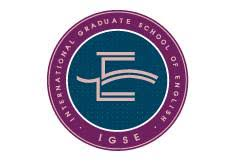 INTERNATIONAL GRADUATE SCHOOL OF ENGLISH
E
IGSE